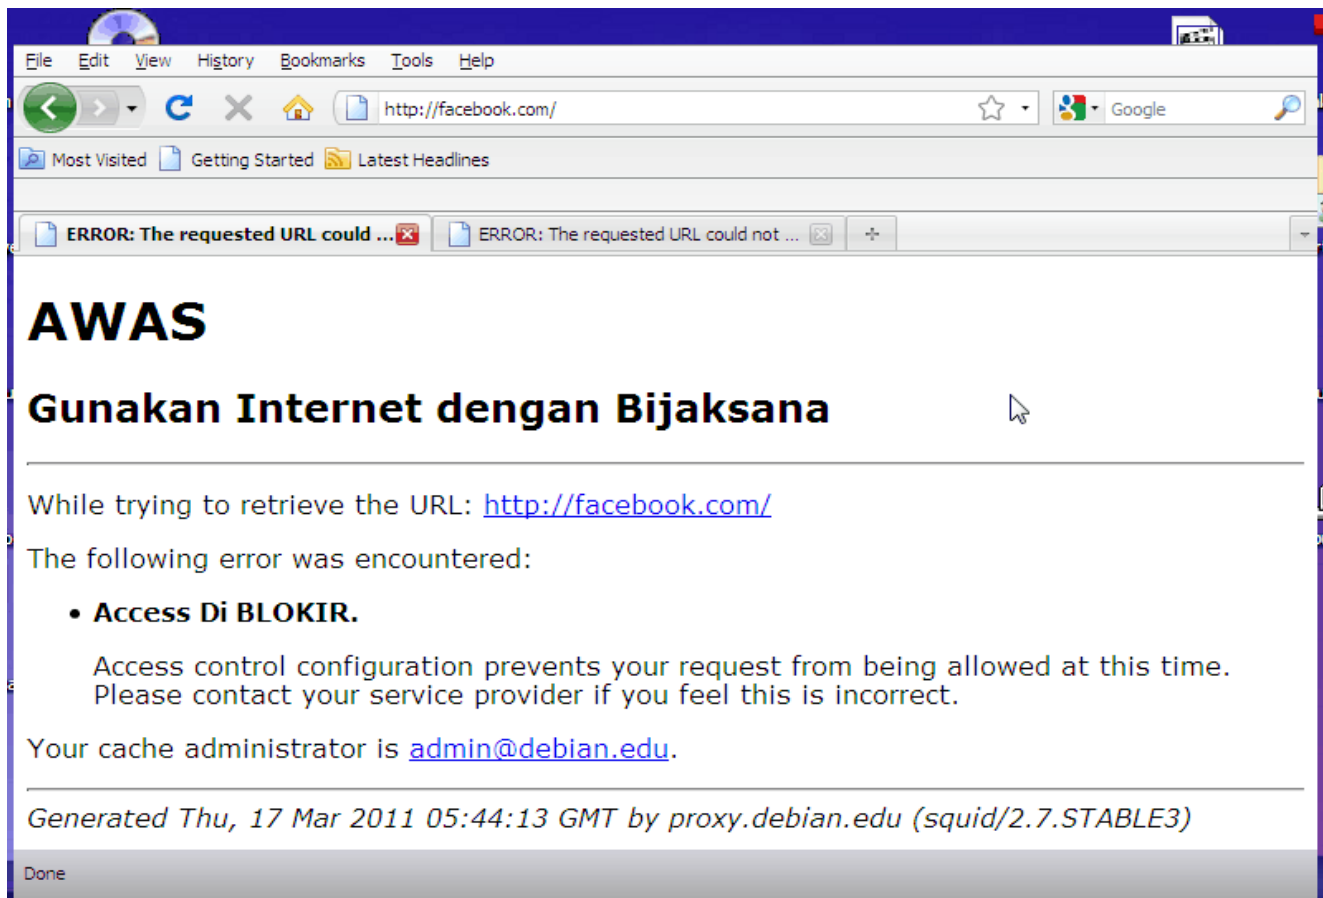 File Edit View History Bookmarks Tools Help
http://facebook.com/ Google
Most Visited Getting Started Latest Headlines
ERROR: The requested URL could ... ERROR: The requested URL could not ...
AWAS
Gunakan Internet dengan Bijaksana
While trying to retrieve the URL: http://facebook.com/
The following error was encountered:
• Access Di BLOKIR.
Access control configuration prevents your request from being allowed at this time.
Please contact your service provider if you feel this is incorrect.
Your cache administrator is admin@debian.edu.
Generated Thu, 17 Mar 2011 05:44:13 GMT by proxy.debian.edu (squid/2.7.STABLE3)
Done